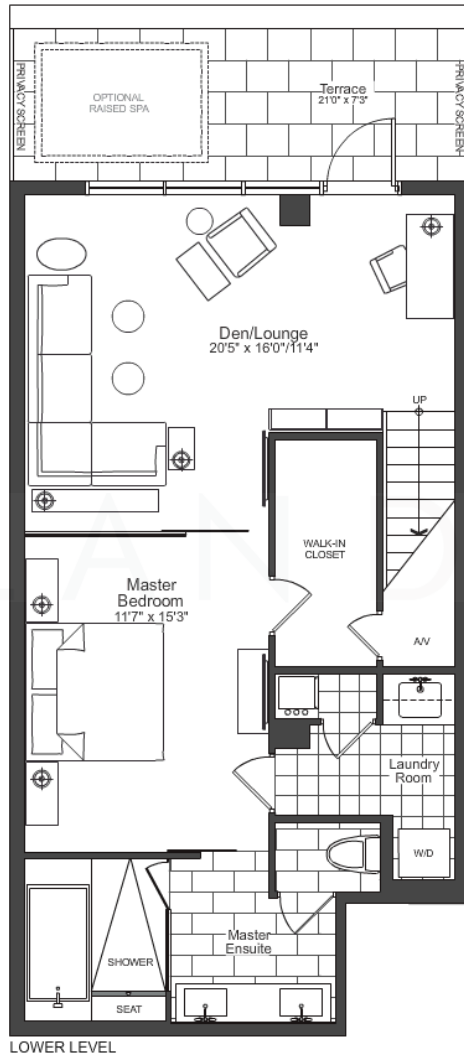 PRIVACY SCREEN
OPTIONAL
RAISED SPA
Terrace
21'0" x 7'3"
PRIVACY SCREEN
Den/Lounge
20'5" x 16'0"/11'4"
UP
WALK-IN
CLOSET
Master
Bedroom
11'7" x 15'3"
A/V
Laundry
Room
W/D
Master
Ensuite
SHOWER
SEAT
LOWER LEVEL